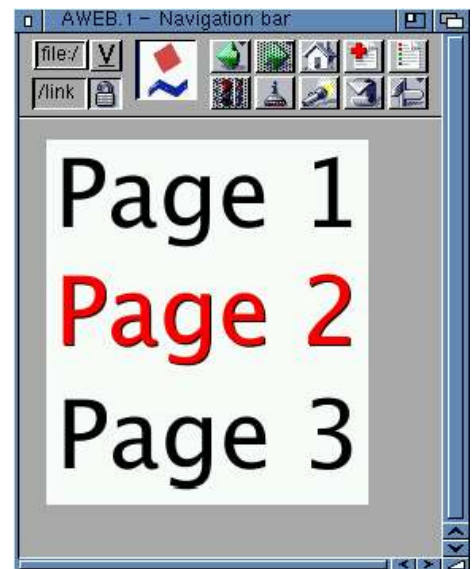 AWEB.1 – Navigation bar
file:/ V
/link
Page 1
Page 2
Page 3